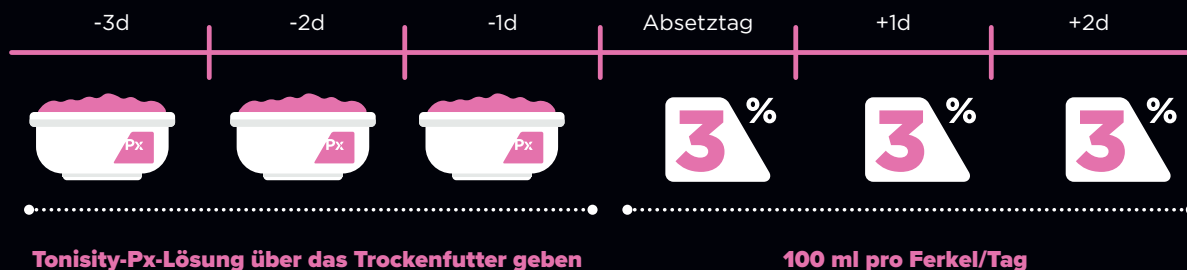 -3d -2d -1d Absetztag +1d +2d
Px Px Px 3% 3% 3%
Tonisity-Px-Lösung über das Trockenfutter geben 100 ml pro Ferkel/Tag